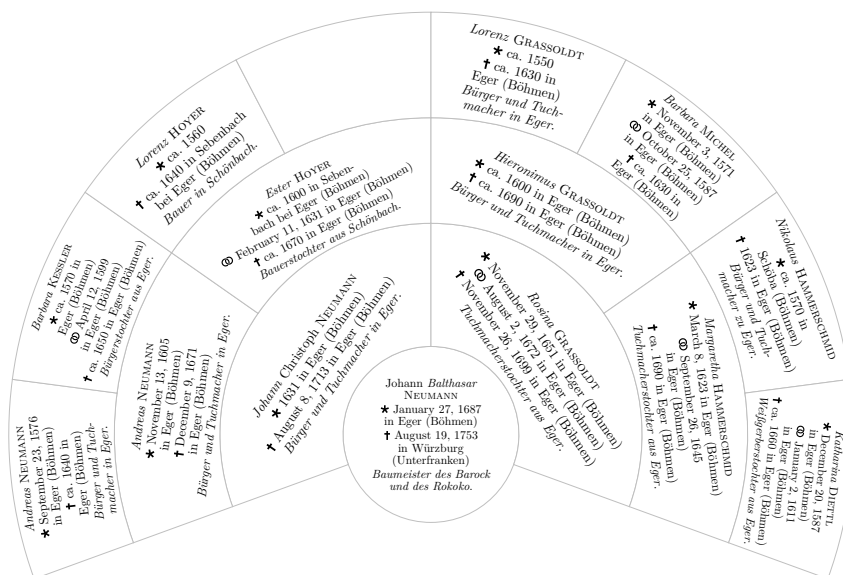 Lorenz GRASSOLDT
* ca. 1550
† ca. 1630 in
Eger (Böhmen)
Bürger und Tuch-
macher in Eger.
Barbara MICHEL
* November 3, 1571
in Eger (Böhmen)
⚭ October 25, 1587
in Eger (Böhmen)
† ca. 1630 in
Eger (Böhmen)
Lorenz HOYER
* ca. 1560
† ca. 1640 in Sebenbach
bei Eger (Böhmen)
Bauer in Schönbach.
Ester HOYER
* ca. 1600 in Seben-
bach bei Eger (Böhmen)
⚭ February 11, 1631 in Eger (Böhmen)
† ca. 1670 in Eger (Böhmen)
Bauerstochter aus Schönbach.
Hieronimus GRASSOLDT
* ca. 1600 in Eger (Böhmen)
† ca. 1690 in Eger (Böhmen)
Bürger und Tuchmacher in Eger.
Nikolaus HAMMERSCHMID
* ca. 1570 in
Schöba (Böhmen)
† 1623 in Eger (Böhmen)
Bürger und Tuch-
macher zu Eger.
Barbara KESSLER
* ca. 1570 in
Eger (Böhmen)
⚭ April 12, 1599
in Eger (Böhmen)
† ca. 1650 in Eger (Böhmen)
Bürgerstochter aus Eger.
Johann Christoph NEUMANN
* 1631 in Eger (Böhmen)
† August 8, 1713 in Eger (Böhmen)
Bürger und Tuchmacher in Eger.
Rosina GRASSOLDT
* November 29, 1651 in Eger (Böhmen)
⚭ August 2, 1672 in Eger (Böhmen)
† November 26, 1699 in Eger (Böhmen)
Tuchmacherstochter aus Eger.
Andreas NEUMANN
* November 13, 1605
in Eger (Böhmen)
† December 9, 1671
in Eger (Böhmen)
Bürger und Tuchmacher in Eger.
Margaretha HAMMERSCHMID
* March 8, 1623 in Eger (Böhmen)
⚭ September 26, 1645
in Eger (Böhmen)
† ca. 1690 in Eger (Böhmen)
Tuchmacherstochter aus Eger.
Andreas NEUMANN
* September 23, 1576
in Eger (Böhmen)
† ca. 1640 in
Eger (Böhmen)
Bürger und Tuch-
macher in Eger.
Johann Balthasar
NEUMANN
* January 27, 1687
in Eger (Böhmen)
† August 19, 1753
in Würzburg
(Unterfranken)
Baumeister des Barock
und des Rokoko.
Katharina DIETTL
* December 20, 1587
in Eger (Böhmen)
⚭ January 2, 1611
in Eger (Böhmen)
† ca. 1660 in Eger (Böhmen)
Weißgerberstochter aus Eger.